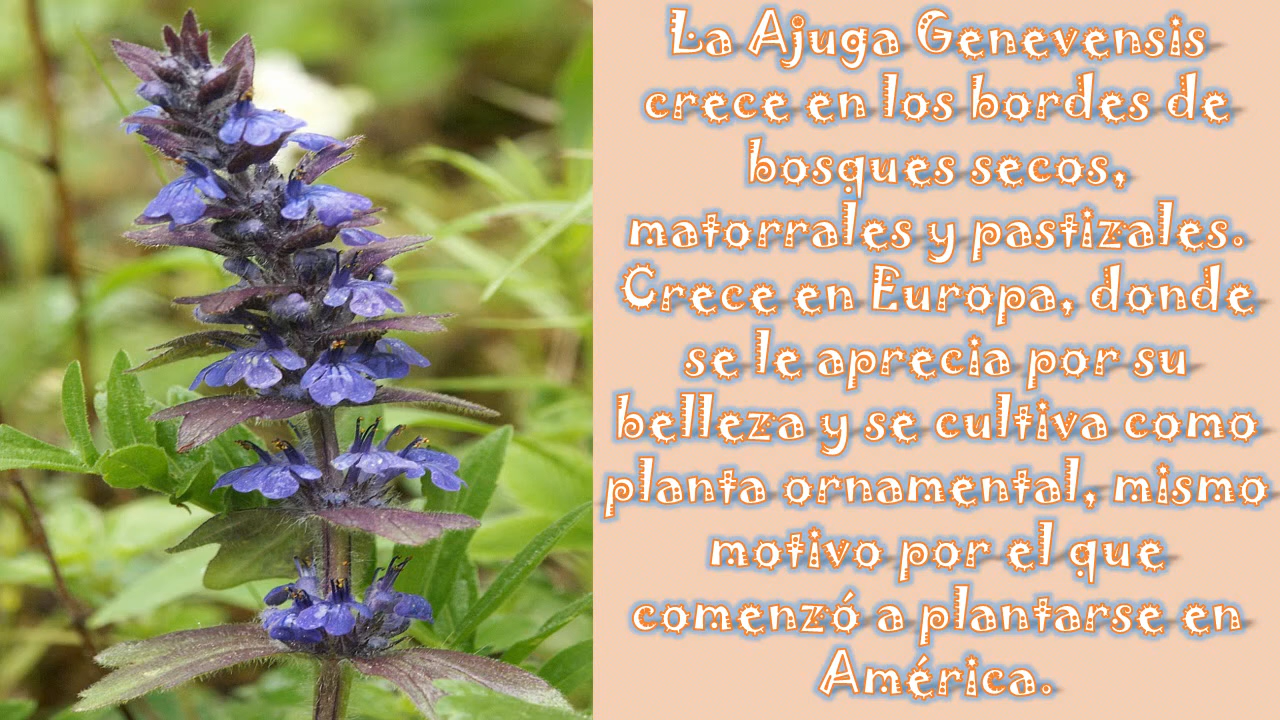 La Ajuga Genevensis
crece en los bordes de
bosques secos,
matorrales y pastizales.
Crece en Europa, donde
se le aprecia por su
belleza y se cultiva como
planta ornamental, mismo
motivo por el que
comenzó a plantarse en
América.